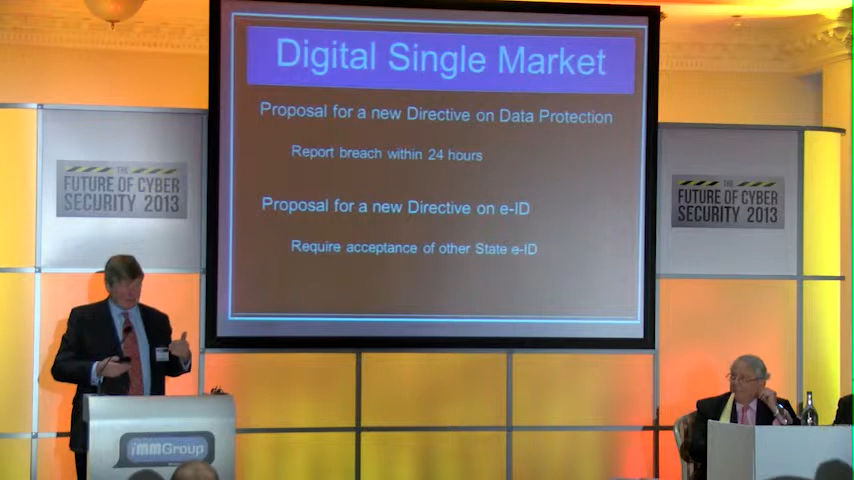 Digital Single Market
Proposal for a new Directive on Data Protection
Report breach within 24 hours
Proposal for a new Directive on e-ID
Require acceptance of other State e-ID
THE
FUTURE OF CYBER
SECURITY 2013
THE
FUTURE OF CYBER
SECURITY 2013
iMMGroup